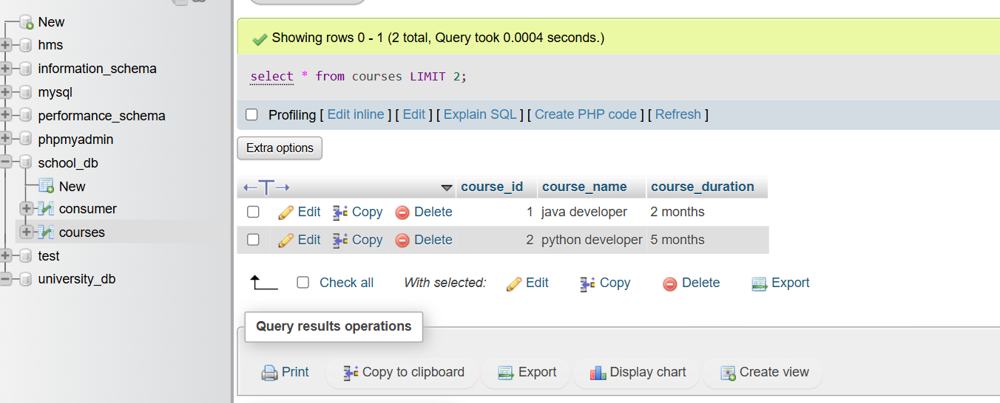 New
hms
information_schema
mysql
performance_schema
phpmyadmin
school_db
New
consumer
courses
test
university_db
Showing rows 0 - 1 (2 total, Query took 0.0004 seconds.)
select * from courses LIMIT 2;
Profiling [ Edit inline ] [ Edit ] [ Explain SQL ] [ Create PHP code ] [ Refresh ]
Extra options
course_id course_name course_duration
Edit Copy Delete 1 java developer 2 months
Edit Copy Delete 2 python developer 5 months
Check all With selected: Edit Copy Delete Export
Query results operations
Print Copy to clipboard Export Display chart Create view